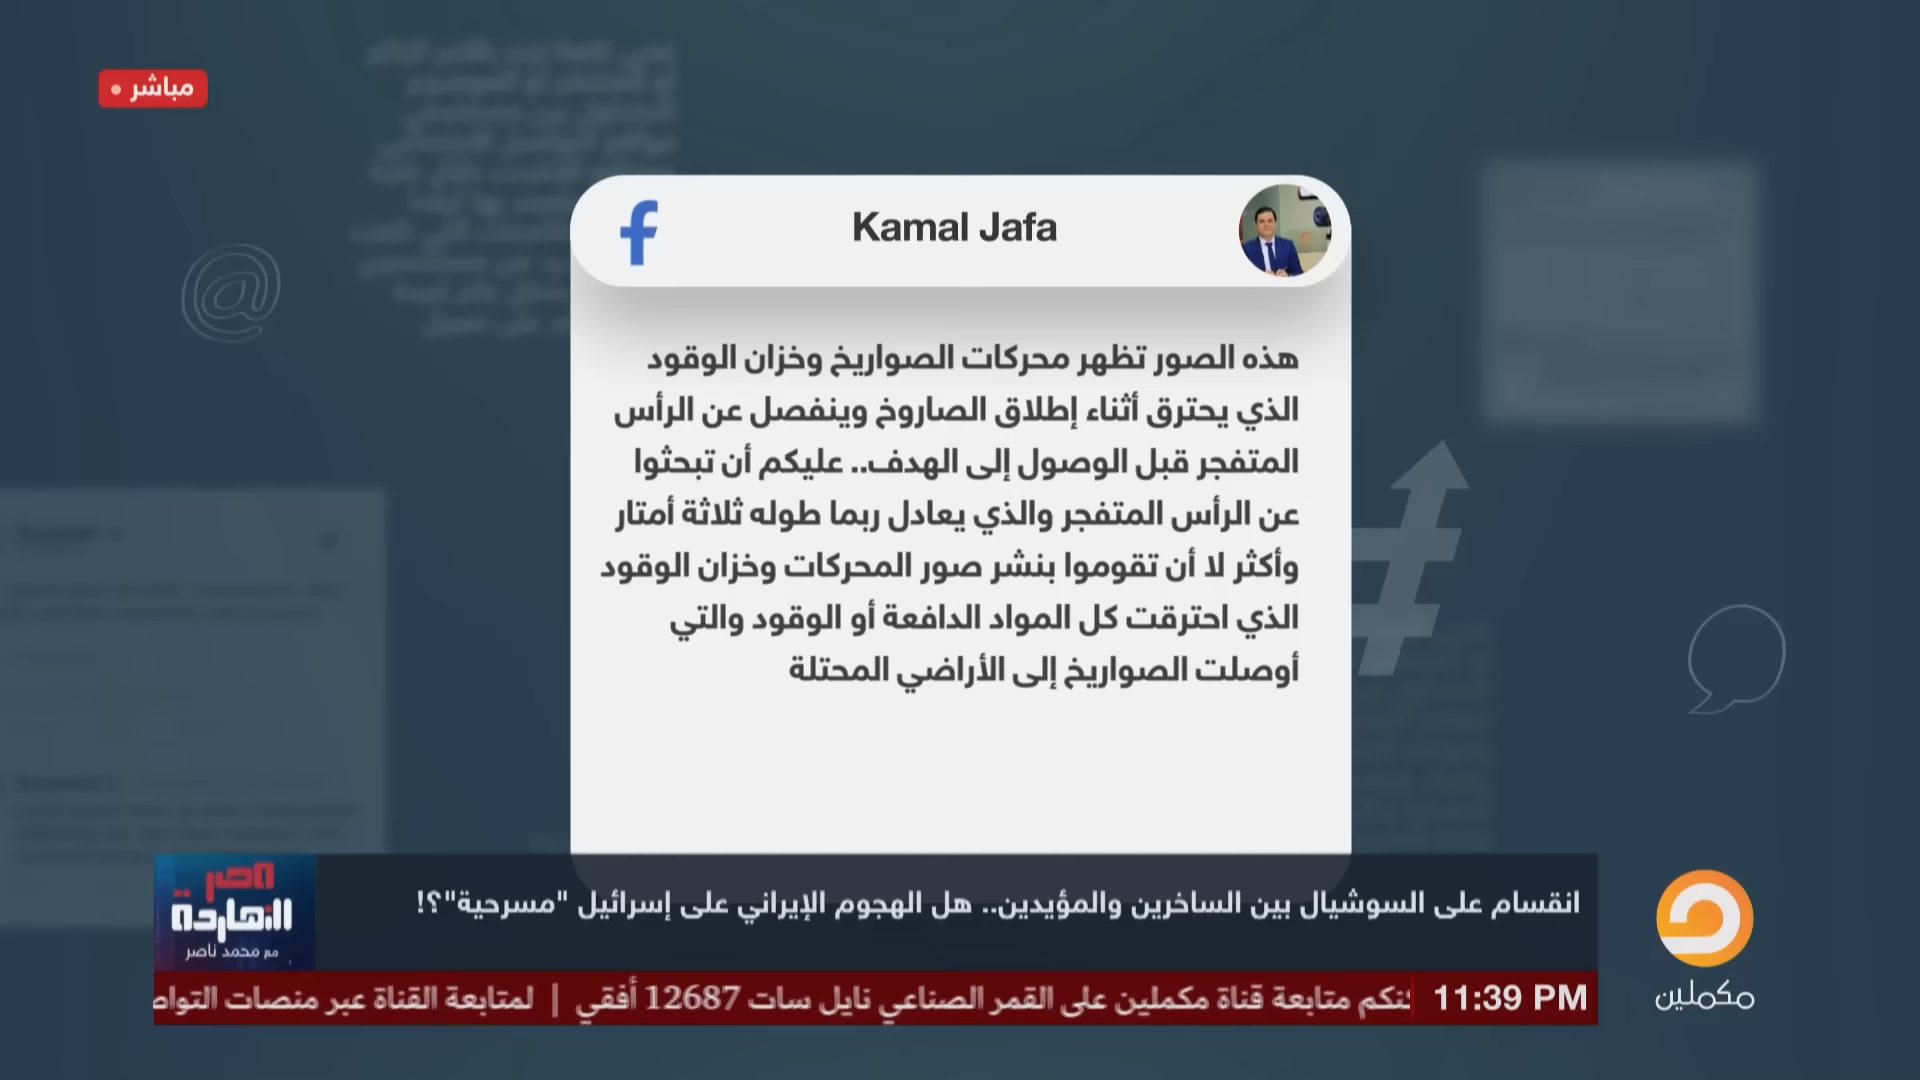 مباشر
Kamal Jafa
هذه الصور تظهر محركات الصواريخ وخزان الوقود
الذي يحترق أثناء إطلاق الصاروخ وينفصل عن الرأس
المتفجر قبل الوصول إلى الهدف.. عليكم أن تبحثوا
عن الرأس المتفجر والذي يعادل ربما طوله ثلاثة أمتار
وأكثر لا أن تقوموا بنشر صور المحركات وخزان الوقود
الذي احترقت كل المواد الدافعة أو الوقود والتي
أوصلت الصواريخ إلى الأراضي المحتلة
انقسام على السوشيال بين الساخرين والمؤيدين.. هل الهجوم الإيراني على إسرائيل "مسرحية"؟!
مصر
النهاردة
مع محمد ناصر
11:39 PM
متابعة قناة مكملين على القمر الصناعي نايل سات 12687 أفقي | لمتابعة القناة عبر منصات
مكملين